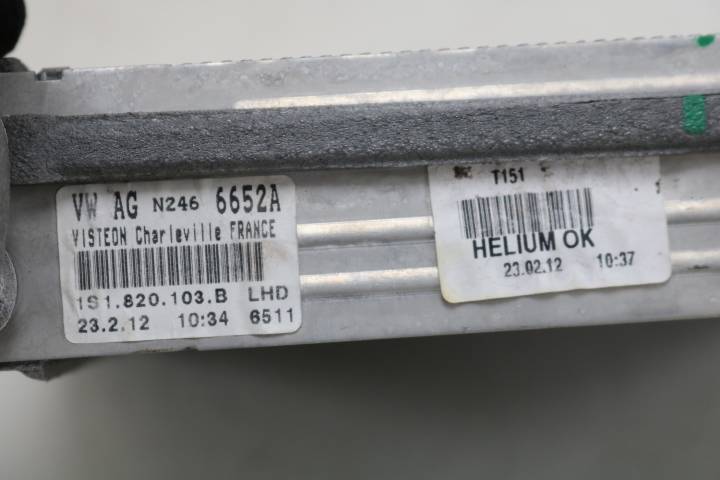 VW AG N246 6652A
VISTEON Charleville FRANCE
1S1.820.103.B LHD
23.2.12 10:34 6511
T151
HELIUM OK
23.02.12 10:37